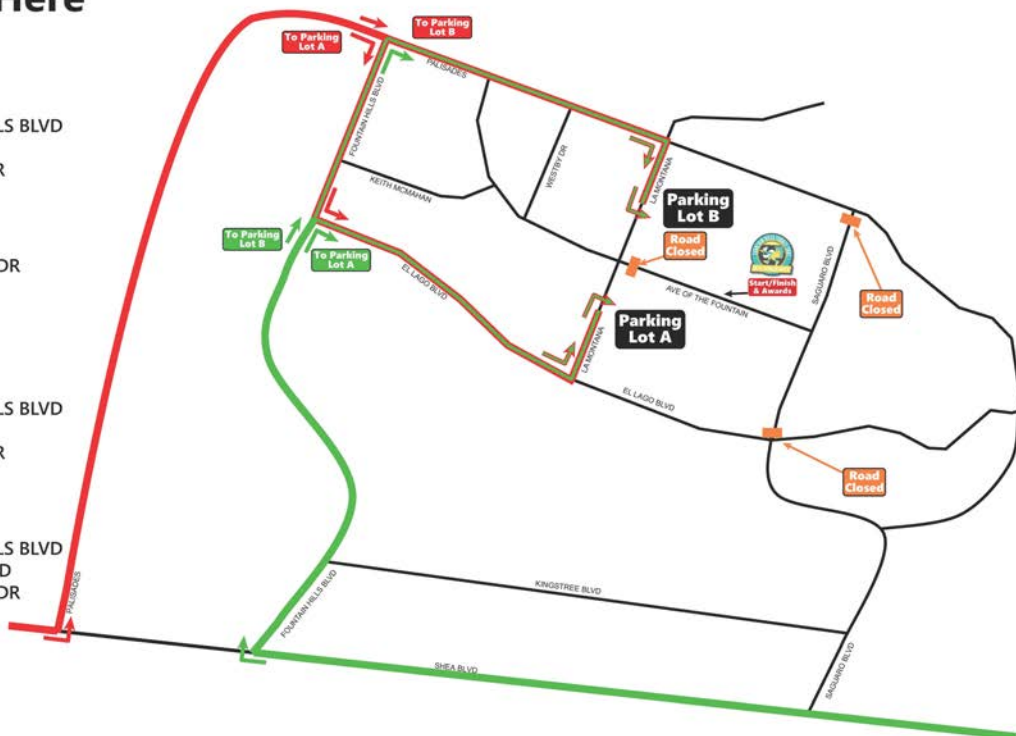 Here
LS BLVD
R
DR
LS BLVD
R
LS BLVD
D
DR
To Parking
Lot A
To Parking
Lot B
PALISADES
FOUNTAIN HILLS BLVD
KEITH MCMAHAN
WESTBY DR
LA MONTANA
Parking
Lot B
Road
Closed
Start/Finish
& Awards
AVE OF THE FOUNTAIN
SAGUARO BLVD
Road
Closed
To Parking
Lot B
To Parking
Lot A
EL LAGO BLVD
Parking
Lot A
LA MONTANA
EL LAGO BLVD
Road
Closed
PALISADES
FOUNTAIN HILLS BLVD
KINGSTREE BLVD
SHEA BLVD
SAGUARO BLVD